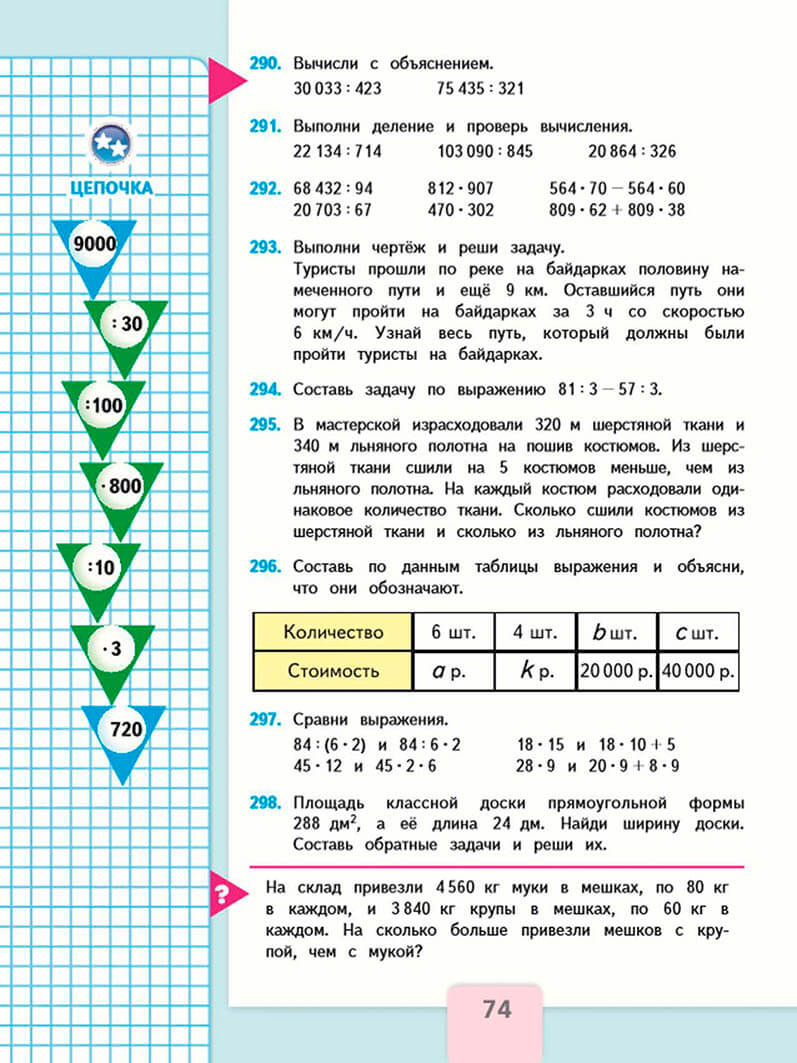 290. Вычисли с объяснением.
30 033 : 423 75 435 : 321
291. Выполни деление и проверь вычисления.
22 134 : 714 103 090 : 845 20 864 : 326
292. 68 432 : 94 812 · 907 564 · 70 − 564 · 60
20 703 : 67 470 · 302 809 · 62 + 809 · 38
293. Выполни чертёж и реши задачу.
Туристы прошли по реке на байдарках половину на-
меченного пути и ещё 9 км. Оставшийся путь они
могут пройти на байдарках за 3 ч со скоростью
6 км/ч. Узнай весь путь, который должны были
пройти туристы на байдарках.
294. Составь задачу по выражению 81 : 3 − 57 : 3.
295. В мастерской израсходовали 320 м шерстяной ткани и
340 м льняного полотна на пошив костюмов. Из шерс-
тяной ткани сшили на 5 костюмов меньше, чем из
льняного полотна. На каждый костюм расходовали оди-
наковое количество ткани. Сколько сшили костюмов из
шерстяной ткани и сколько из льняного полотна?
296. Составь по данным таблицы выражения и объясни,
что они обозначают.
Количество 6 шт. 4 шт. b шт. c шт.
Стоимость a р. k р. 20 000 р. 40 000 р.
297. Сравни выражения.
84 : (6 · 2) и 84 : 6 · 2 18 · 15 и 18 · 10 + 5
45 · 12 и 45 · 2 · 6 28 · 9 и 20 · 9 + 8 · 9
298. Площадь классной доски прямоугольной формы
288 дм², а её длина 24 дм. Найди ширину доски.
Составь обратные задачи и реши их.
?
На склад привезли 4 560 кг муки в мешках, по 80 кг
в каждом, и 3 840 кг крупы в мешках, по 60 кг в
каждом. На сколько больше привезли мешков с кру-
пой, чем с мукой?
ЦЕПОЧКА
9000
:30
:100
·800
:10
·3
720
74